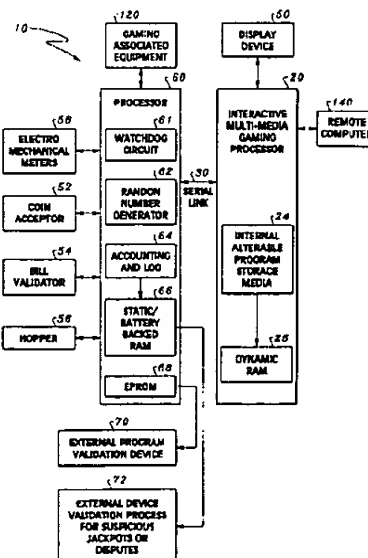 10
120
GAMING
ASSOCIATED
EQUIPMENT
50
DISPLAY
DEVICE
60
PROCESSOR
61
WATCHDOG
CIRCUIT
62
RANDOM
NUMBER
GENERATOR
64
ACCOUNTING
AND LOG
66
STATIC/
BATTERY
BACKED
RAM
68
EPROM
58
ELECTRO
MECHANICAL
METERS
52
COIN
ACCEPTOR
54
BILL
VALIDATOR
56
HOPPER
30
SERIAL
LINK
20
INTERACTIVE
MULTI-MEDIA
GAMING
PROCESSOR
24
INTERNAL
ALTERABLE
PROGRAM
STORAGE
MEDIA
26
DYNAMIC
RAM
140
REMOTE
COMPUTER
70
EXTERNAL PROGRAM
VALIDATION DEVICE
72
EXTERNAL DEVICE
VALIDATION PROCESS
FOR SUSPICIOUS
JACKPOTS OR
DISPUTES